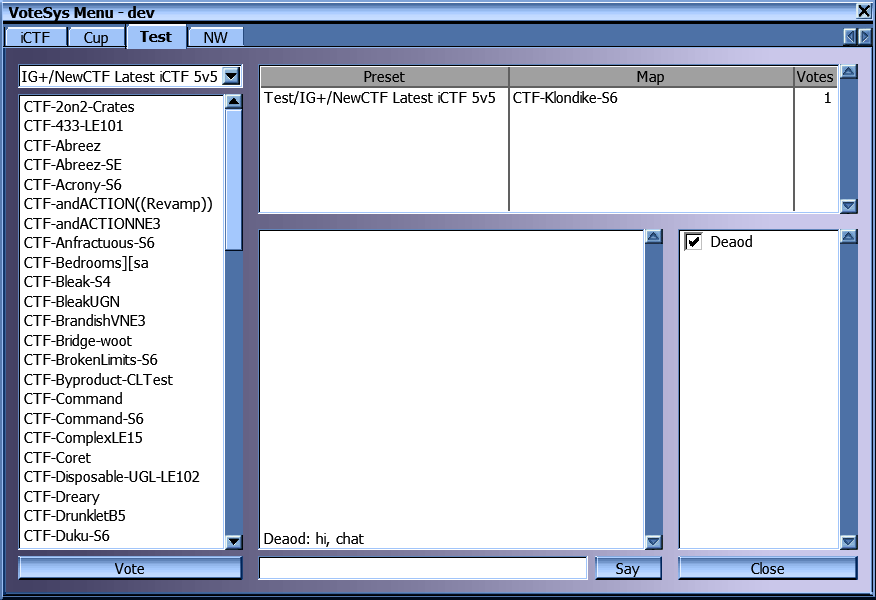 VoteSys Menu - dev
iCTF Cup Test NW
IG+/NewCTF Latest iCTF 5v5
CTF-2on2-Crates
CTF-433-LE101
CTF-Abreez
CTF-Abreez-SE
CTF-Acrony-S6
CTF-andACTION((Revamp))
CTF-andACTIONNE3
CTF-Anfractuous-S6
CTF-Bedrooms][sa
CTF-Bleak-S4
CTF-BleakUGN
CTF-BrandishVNE3
CTF-Bridge-woot
CTF-BrokenLimits-S6
CTF-Byproduct-CLTest
CTF-Command
CTF-Command-S6
CTF-ComplexLE15
CTF-Coret
CTF-Disposable-UGL-LE102
CTF-Dreary
CTF-DrunkletB5
CTF-Duku-S6
Vote
Preset Map Votes
Test/IG+/NewCTF Latest iCTF 5v5 CTF-Klondike-S6 1
Deaod: hi, chat
Say
Deaod
Close